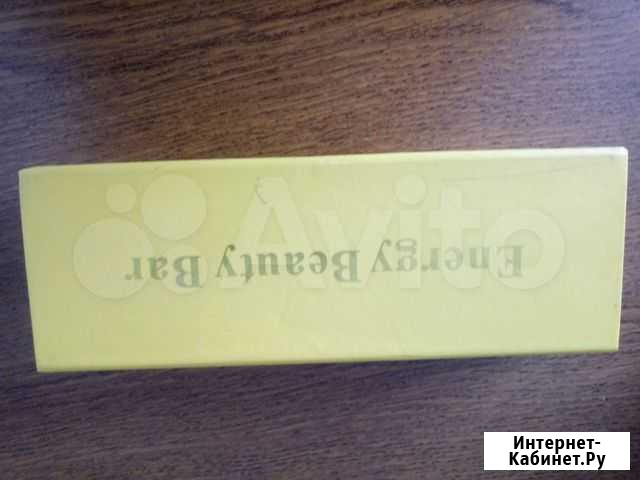 Energy Beauty Bar
Avito
Интернет-
Кабинет.Ру